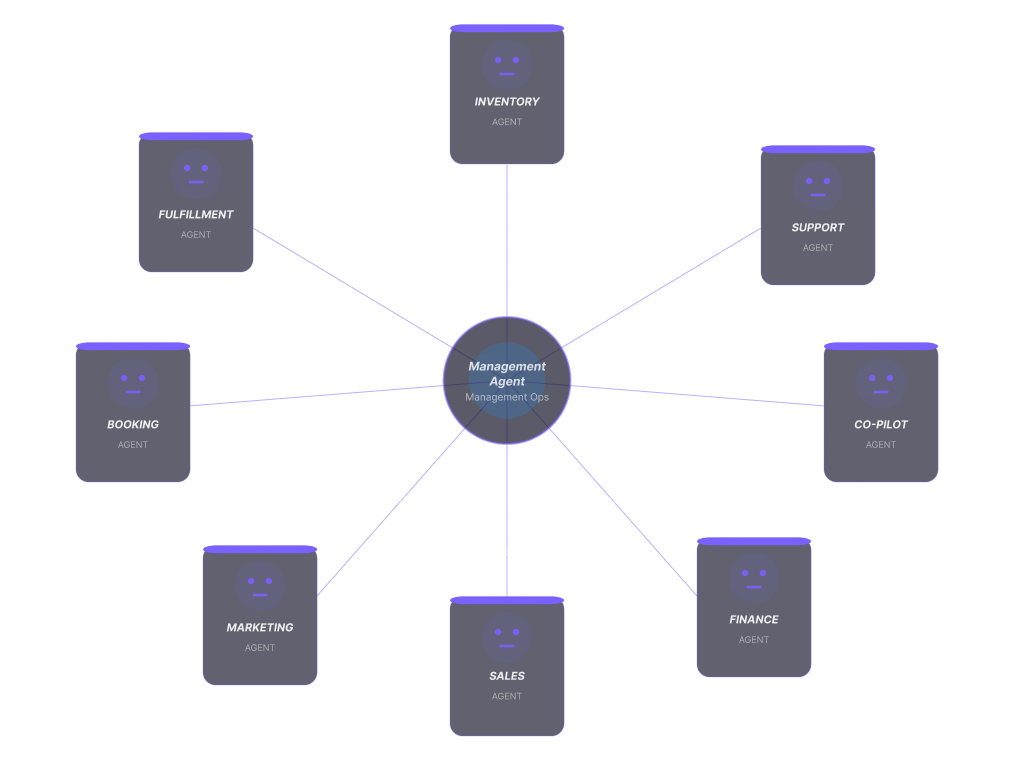 INVENTORY
AGENT
FULFILLMENT
AGENT
SUPPORT
AGENT
Management
Agent
Management Ops
BOOKING
AGENT
CO-PILOT
AGENT
MARKETING
AGENT
FINANCE
AGENT
SALES
AGENT